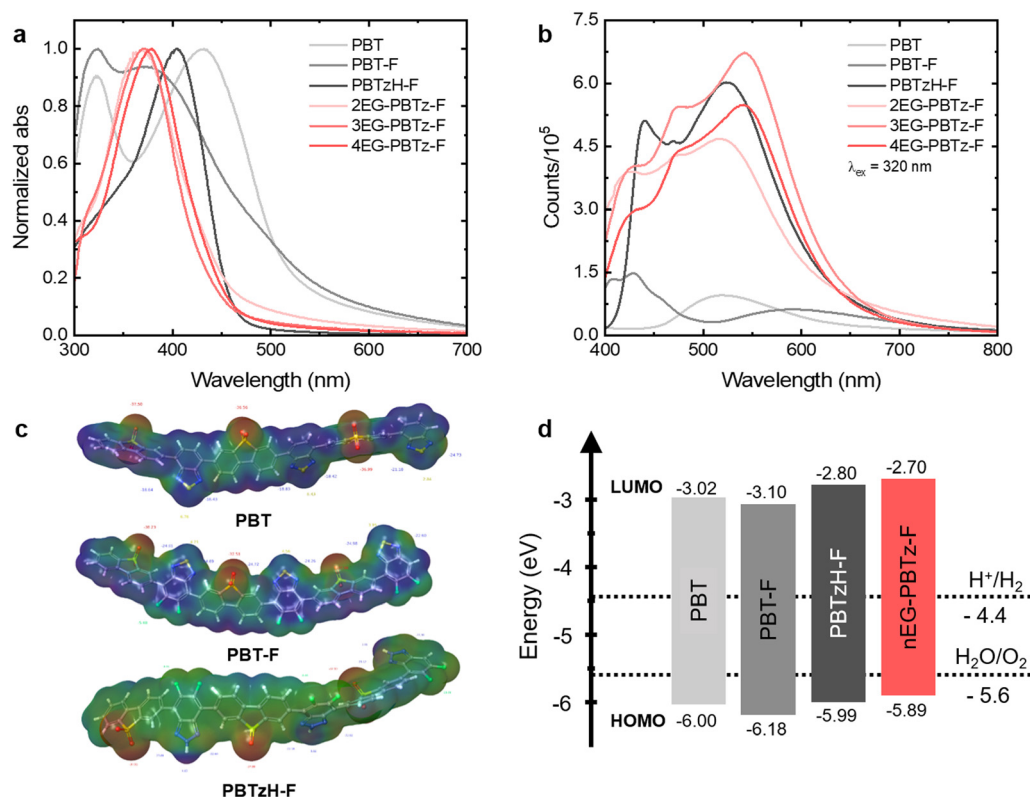 a
1.0
0.8
0.6
0.4
0.2
0.0
Normalized abs
300
400
500
600
700
Wavelength (nm)
PBT
PBT-F
PBTzH-F
2EG-PBTz-F
3EG-PBTz-F
4EG-PBTz-F
b
6.0
4.5
3.0
1.5
0.0
Counts/10⁵
400
500
600
700
800
Wavelength (nm)
PBT
PBT-F
PBTzH-F
2EG-PBTz-F
3EG-PBTz-F
4EG-PBTz-F
λex = 320 nm
c
PBT
PBT-F
PBTzH-F
d
Energy (eV)
-3
-4
-5
-6
LUMO
HOMO
-3.02
-3.10
-2.80
-2.70
PBT
PBT-F
PBTzH-F
nEG-PBTz-F
H⁺/H₂
- 4.4
H₂O/O₂
- 5.6
-6.00
-6.18
-5.99
-5.89